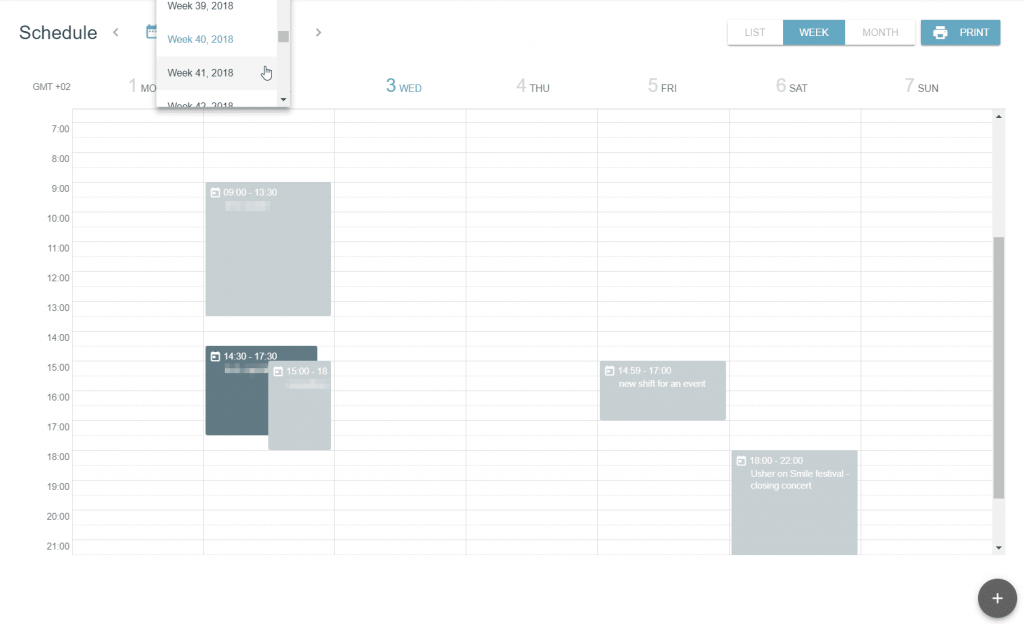 Week 39, 2018
Schedule
Week 40, 2018
LIST
WEEK
MONTH
PRINT
Week 41, 2018
Week 42, 2018
GMT +02
1 MO
3 WED
4 THU
5 FRI
6 SAT
7 SUN
7:00
8:00
9:00
09:00 - 13:30
10:00
11:00
12:00
13:00
14:00
14:30 - 17:30
15:00
15:00 - 18
14:59 - 17:00
new shift for an event
16:00
17:00
18:00
18:00 - 22:00
Usher on Smile festival -
closing concert
19:00
20:00
21:00
+